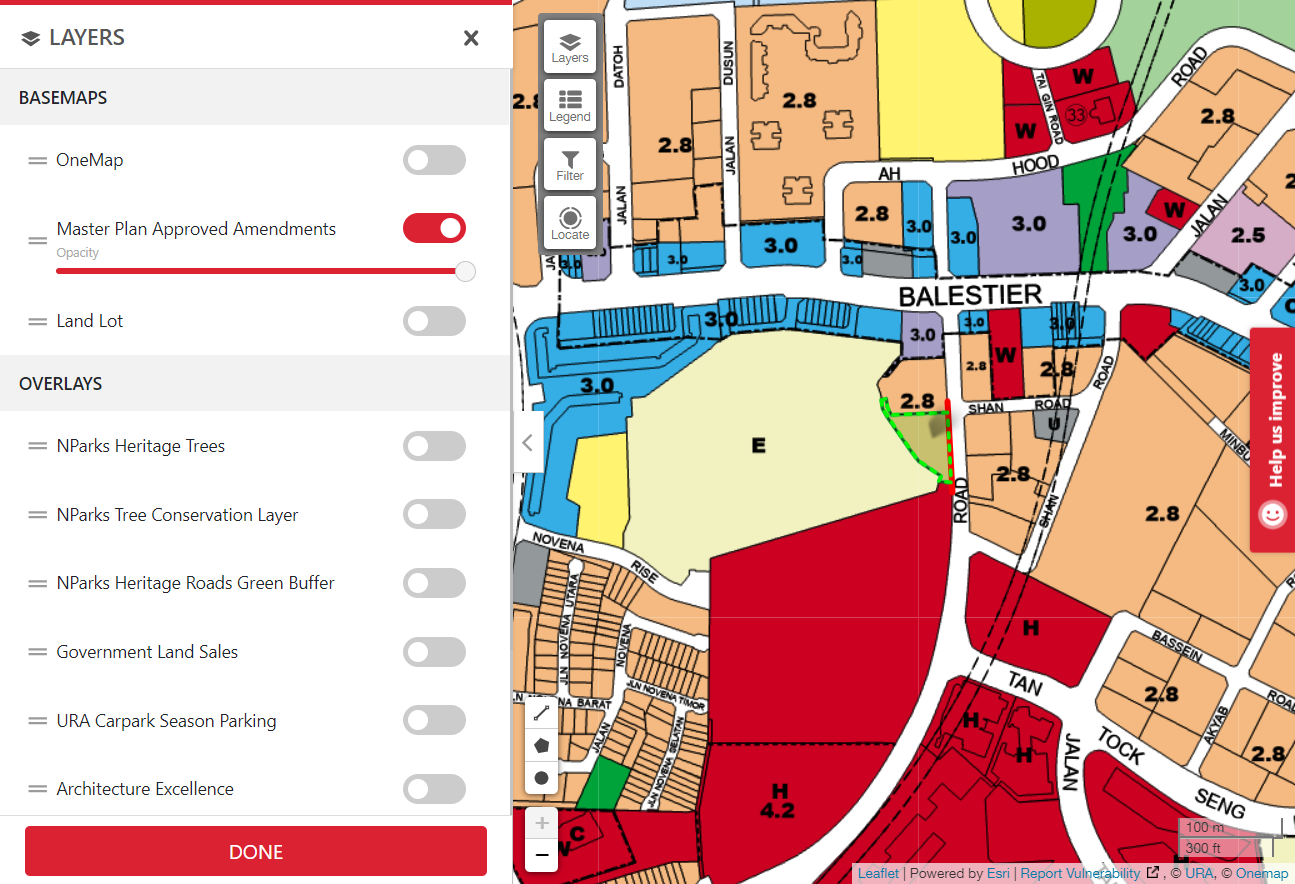 LAYERS
BASEMAPS
OneMap
Master Plan Approved Amendments
Opacity
Land Lot
OVERLAYS
NParks Heritage Trees
NParks Tree Conservation Layer
NParks Heritage Roads Green Buffer
Government Land Sales
URA Carpark Season Parking
Architecture Excellence
DONE
Layers
Legend
Filter
Locate
DATOH
JALAN
DUSUN
JALAN
2.8
2.8
2.8
W
TAI GIN ROAD
33
W
ROAD
2.8
AH
HOOD
2.8
3.0
3.0
3.0
3.0
W
JALAN
2.5
3.0
3.0
3.0
3.0
3.0
BALESTIER
3.0
3.0
3.0
3.0
2.8
W
2.8
ROAD
3.0
2.8
SHAN
ROAD
U
E
2.8
ROAD
SHAN
2.8
Help us improve
NOVENA
RISE
JLN NOVENA UTARA
NOVENA
JALAN
JLN NOVENA TIMOR
NA BARAT
JLN NOVENA SELATAN
H
BASSEIN
2.8
ROAD
AKYAB
2.8
TAN
TOCK
SENG
JALAN
H
H
H
4.2
C
W
100 m
300 ft
Leaflet | Powered by Esri | Report Vulnerability , © URA, © Onemap